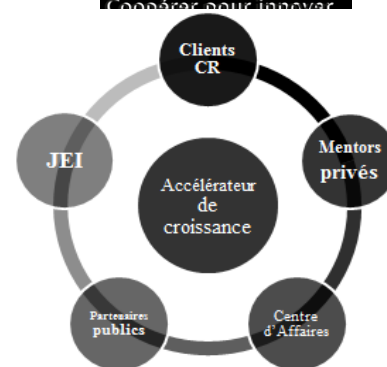 Coopérer pour innover
Clients
CR
Mentors
privés
Centre
d'Affaires
Partenaires
publics
JEI
Accélérateur
de
croissance